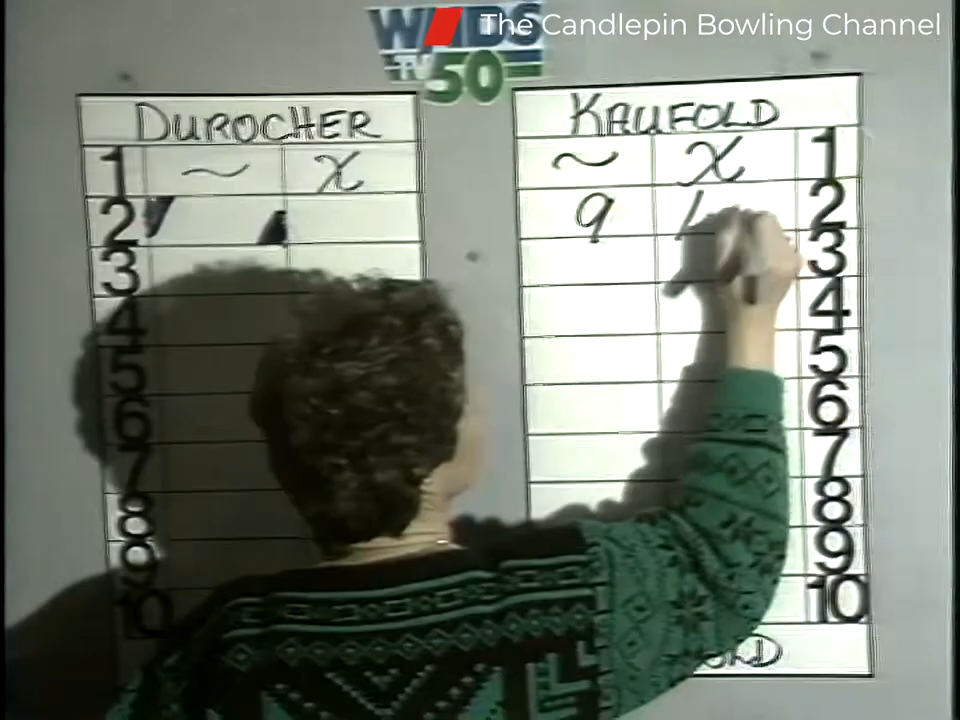 The Candlepin Bowling Channel
WNDS
TV 50
DUROCHER
KAUFOLD
1 ~ X
~ X 1
2
9 2
3
3
4
4
5
5
6
6
7
7
8
8
9
9
10
10